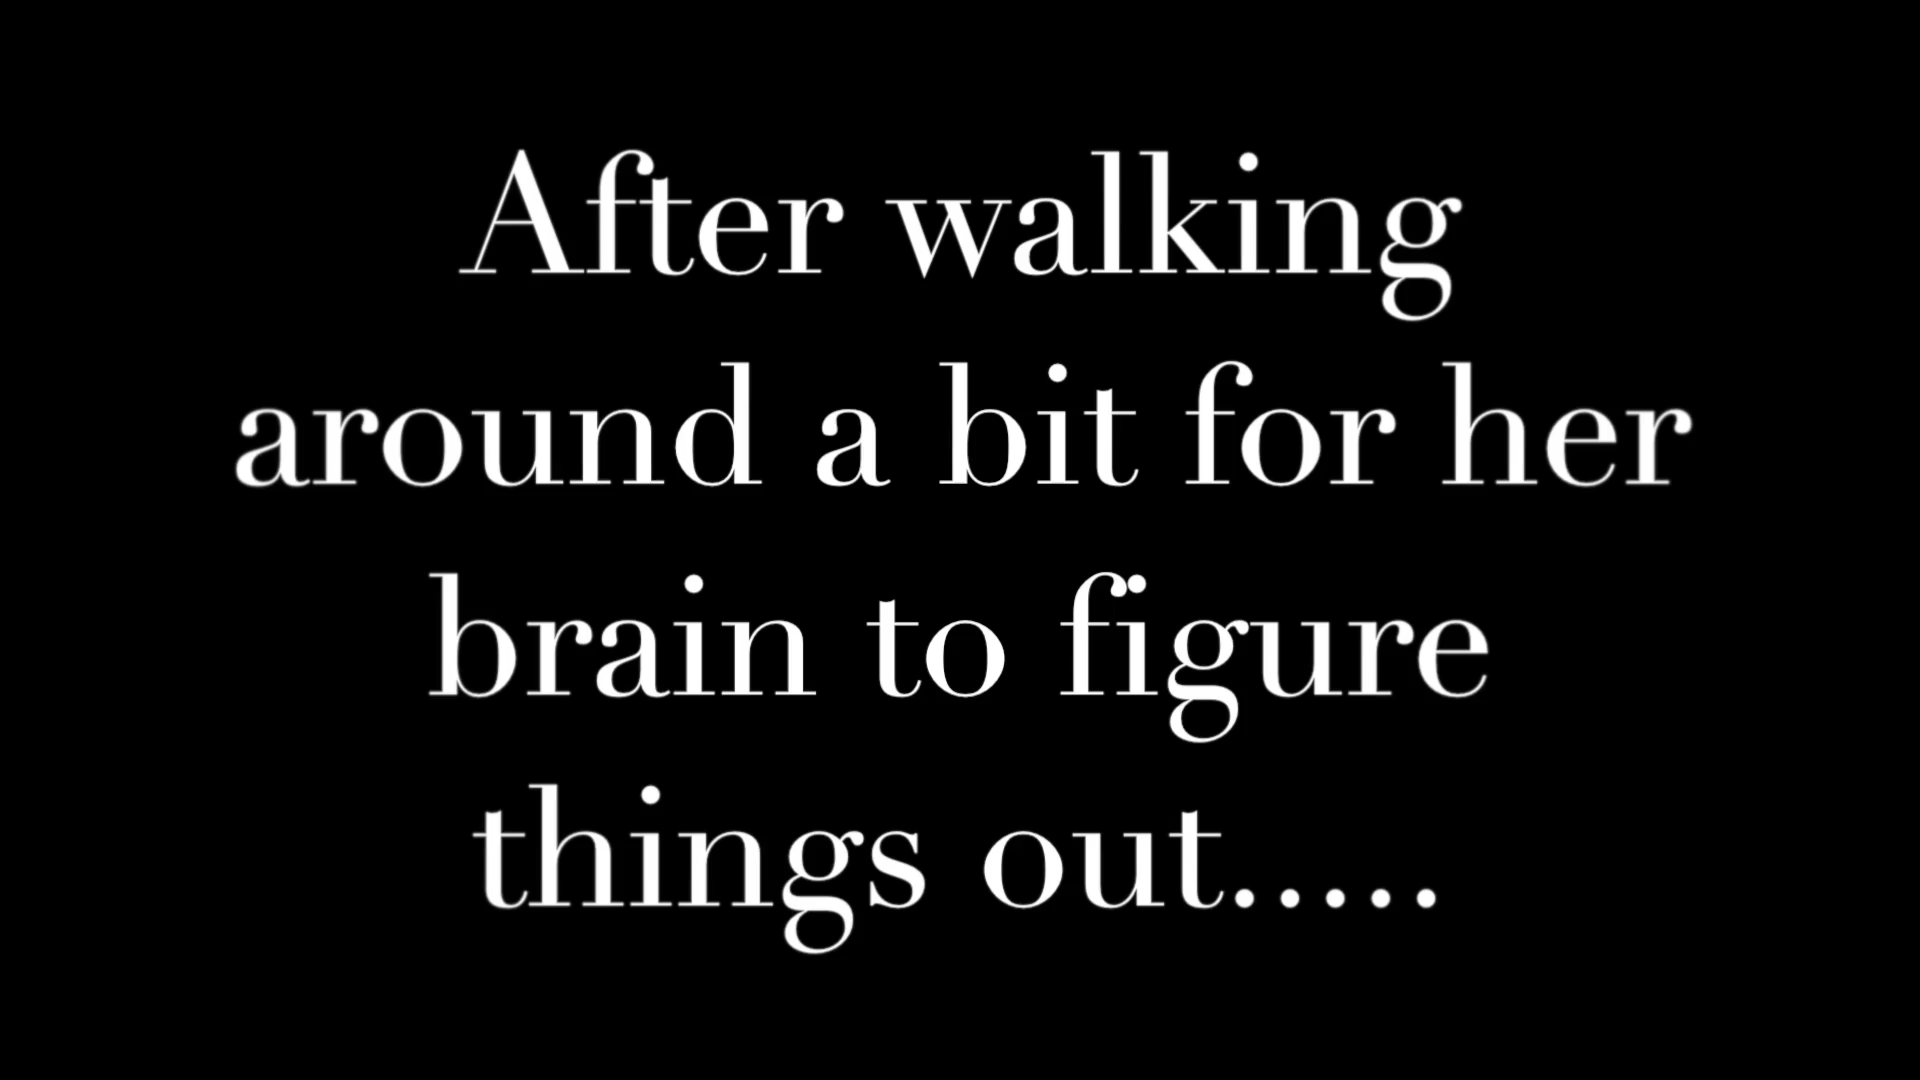 After walking
around a bit for her
brain to figure
things out.....